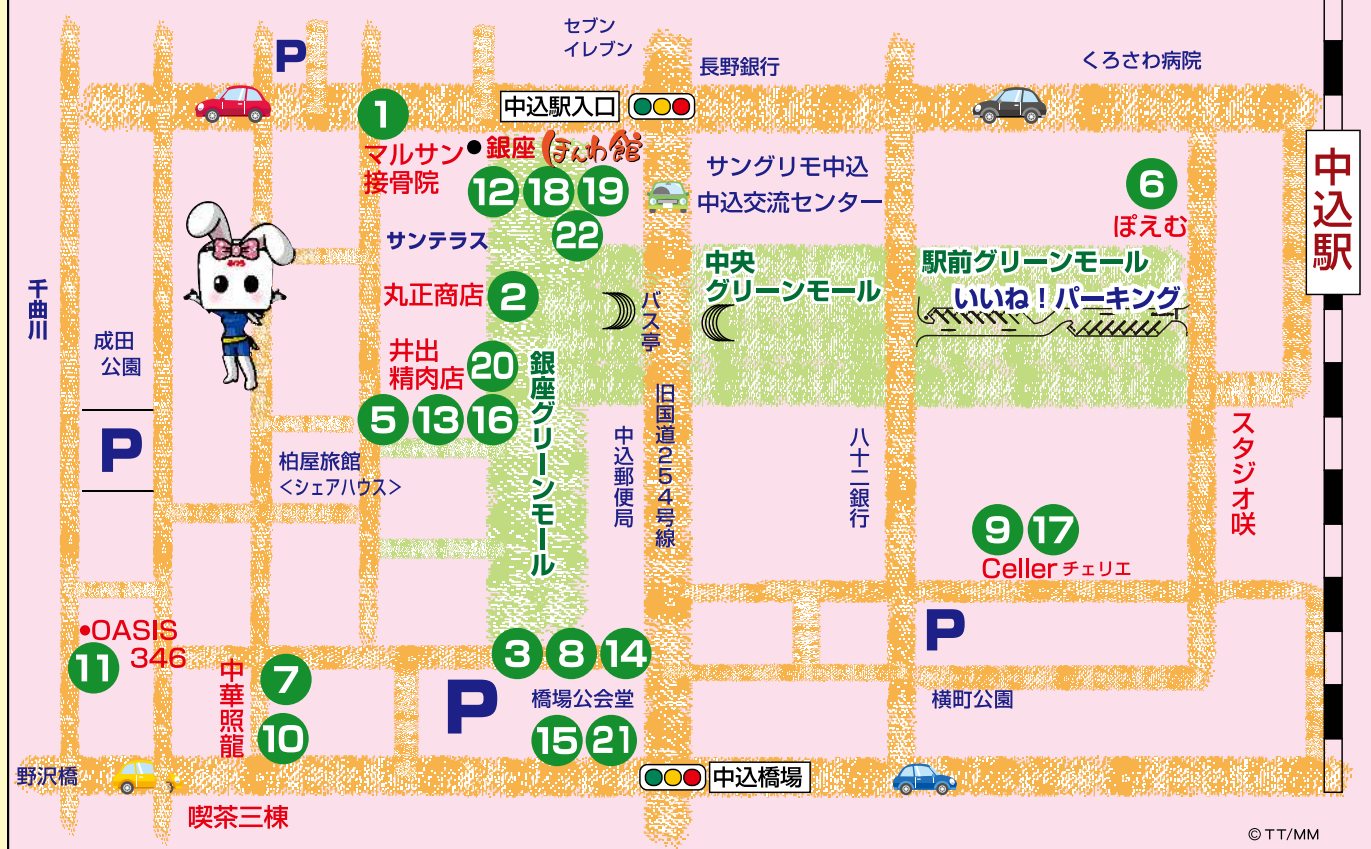 セブン
イレブン
P
長野銀行
くろさわ病院
中込駅入口
1
マルサン
接骨院
銀座 ほんわ館
12 18 19
22
サングリモ中込
中込交流センター
6
ぽえむ
中込駅
サンテラス
中央
グリーンモール
駅前グリーンモール
いいね!パーキング
千曲川
丸正商店 2
バス亭
成田
公園
井出
精肉店
20
5 13 16
銀座グリーンモール
旧国道254号線
中込郵便局
八十二銀行
スタジオ咲
P
柏屋旅館
<シェアハウス>
9 17
Celler チェリエ
P
•OASIS
346
11
中華照龍
7
10
3 8 14
P
橋場公会堂
15 21
横町公園
野沢橋
中込橋場
喫茶三棟
©TT/MM